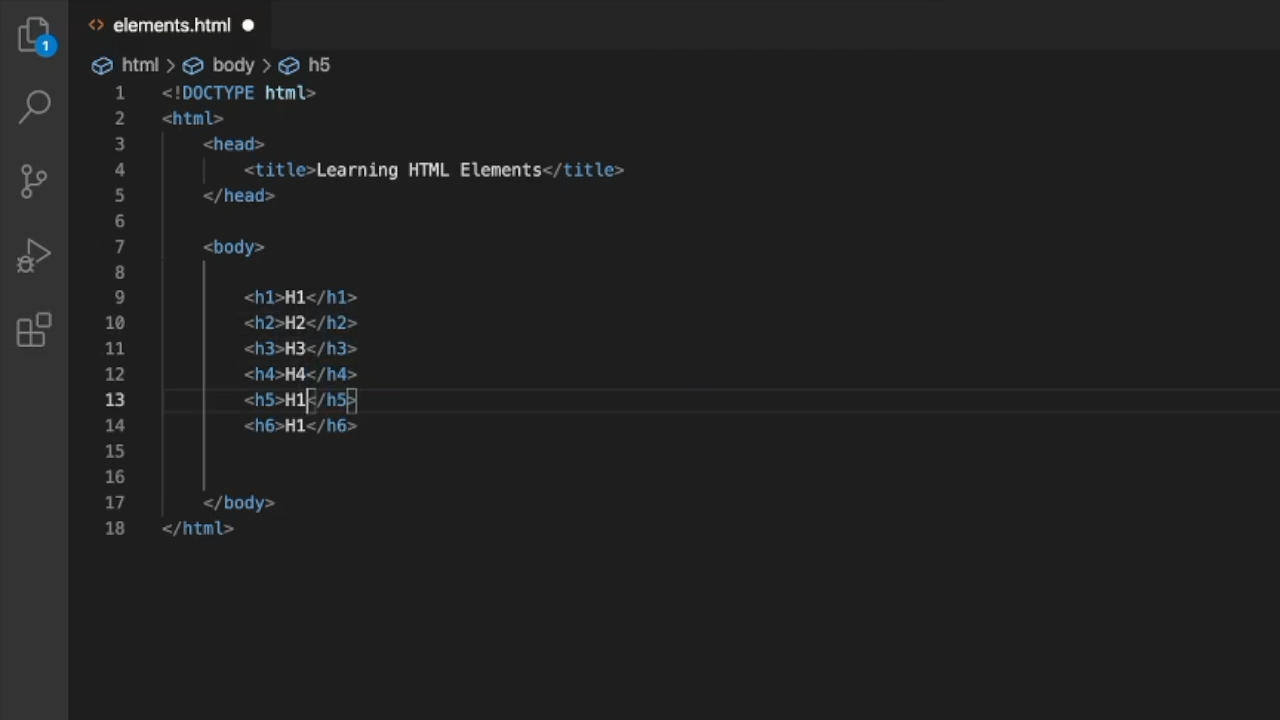 elements.html
1
html > body > h5
1 <!DOCTYPE html>
2 <html>
3 <head>
4 <title>Learning HTML Elements</title>
5 </head>
6
7 <body>
8
9 <h1>H1</h1>
10 <h2>H2</h2>
11 <h3>H3</h3>
12 <h4>H4</h4>
13 <h5>H1</h5>
14 <h6>H1</h6>
15
16
17 </body>
18 </html>